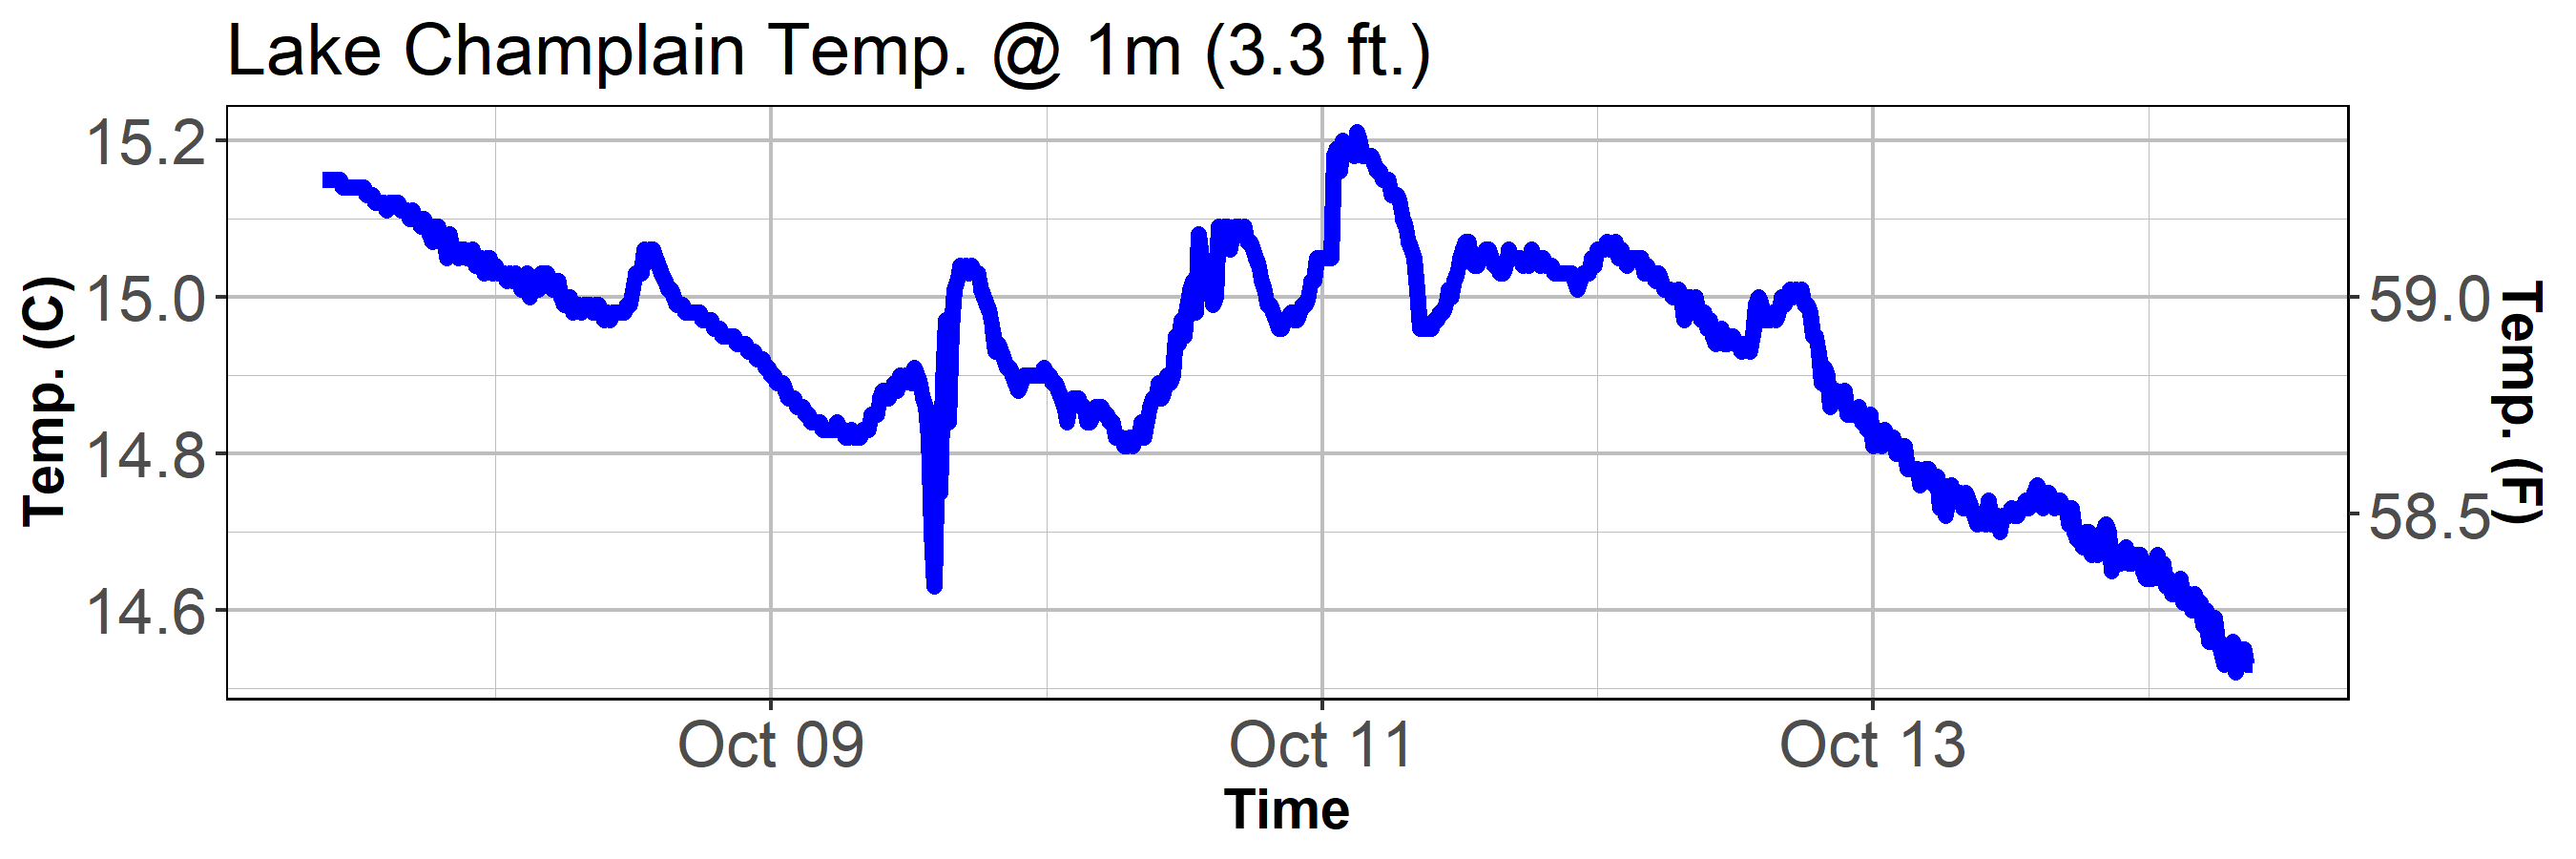 Lake Champlain Temp. @ 1m (3.3 ft.)
15.2
15.0
14.8
14.6
Temp. (C)
59.0
58.5
Temp. (F)
Oct 09
Oct 11
Oct 13
Time